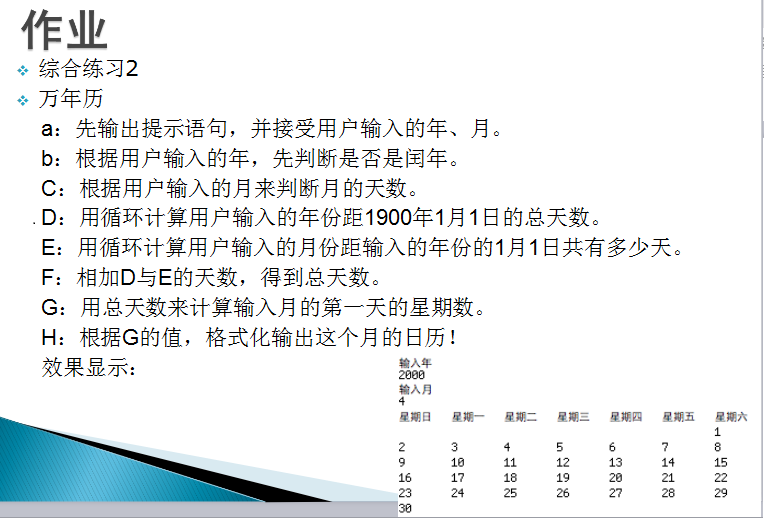 作业
综合练习2
万年历
a：先输出提示语句，并接受用户输入的年、月。
b：根据用户输入的年，先判断是否是闰年。
C：根据用户输入的月来判断月的天数。
D：用循环计算用户输入的年份距1900年1月1日的总天数。
E：用循环计算用户输入的月份距输入的年份的1月1日共有多少天。
F：相加D与E的天数，得到总天数。
G：用总天数来计算输入月的第一天的星期数。
H：根据G的值，格式化输出这个月的日历！
效果显示：
输入年
2000
输入月
4
星期日 星期一 星期二 星期三 星期四 星期五 星期六
1
2 3 4 5 6 7 8
9 10 11 12 13 14 15
16 17 18 19 20 21 22
23 24 25 26 27 28 29
30